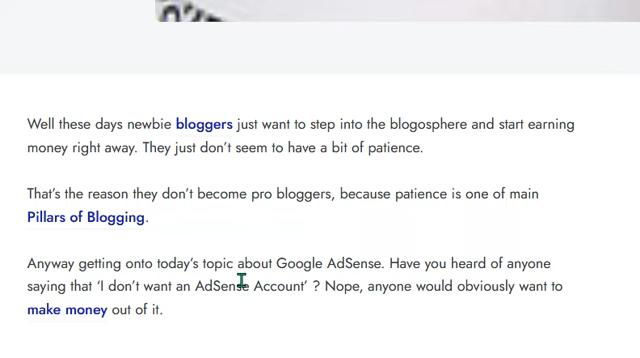 Well these days newbie bloggers just want to step into the blogosphere and start earning
money right away. They just don't seem to have a bit of patience.
That's the reason they don't become pro bloggers, because patience is one of main
Pillars of Blogging.
Anyway getting onto today's topic about Google AdSense. Have you heard of anyone
saying that 'I don't want an AdSense Account' ? Nope, anyone would obviously want to
make money out of it.